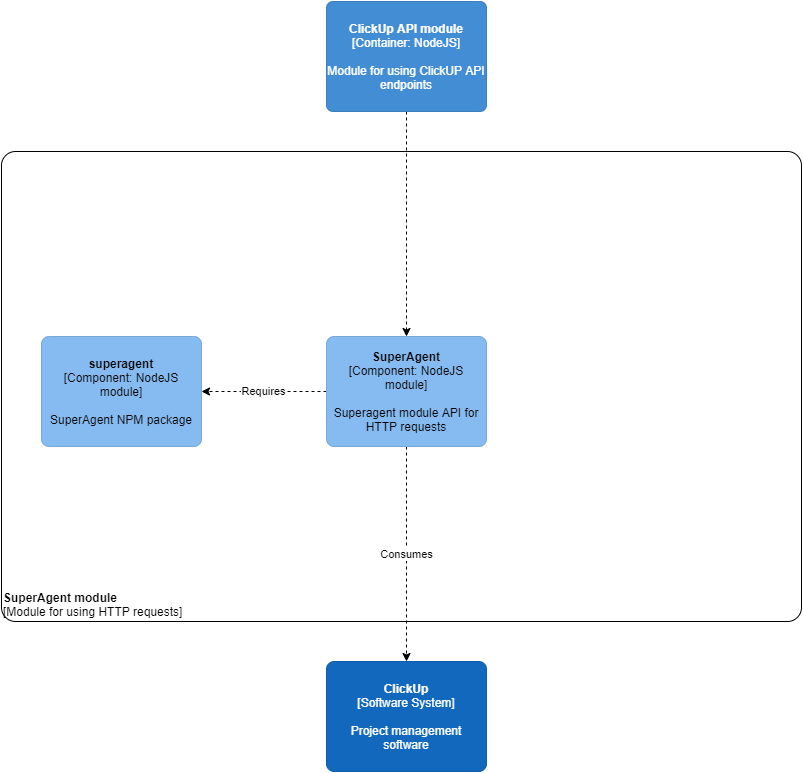 ClickUp API module
[Container: NodeJS]
Module for using ClickUP API
endpoints
superagent
[Component: NodeJS
module]
SuperAgent NPM package
Requires
SuperAgent
[Component: NodeJS
module]
Superagent module API for
HTTP requests
Consumes
SuperAgent module
[Module for using HTTP requests]
ClickUp
[Software System]
Project management
software